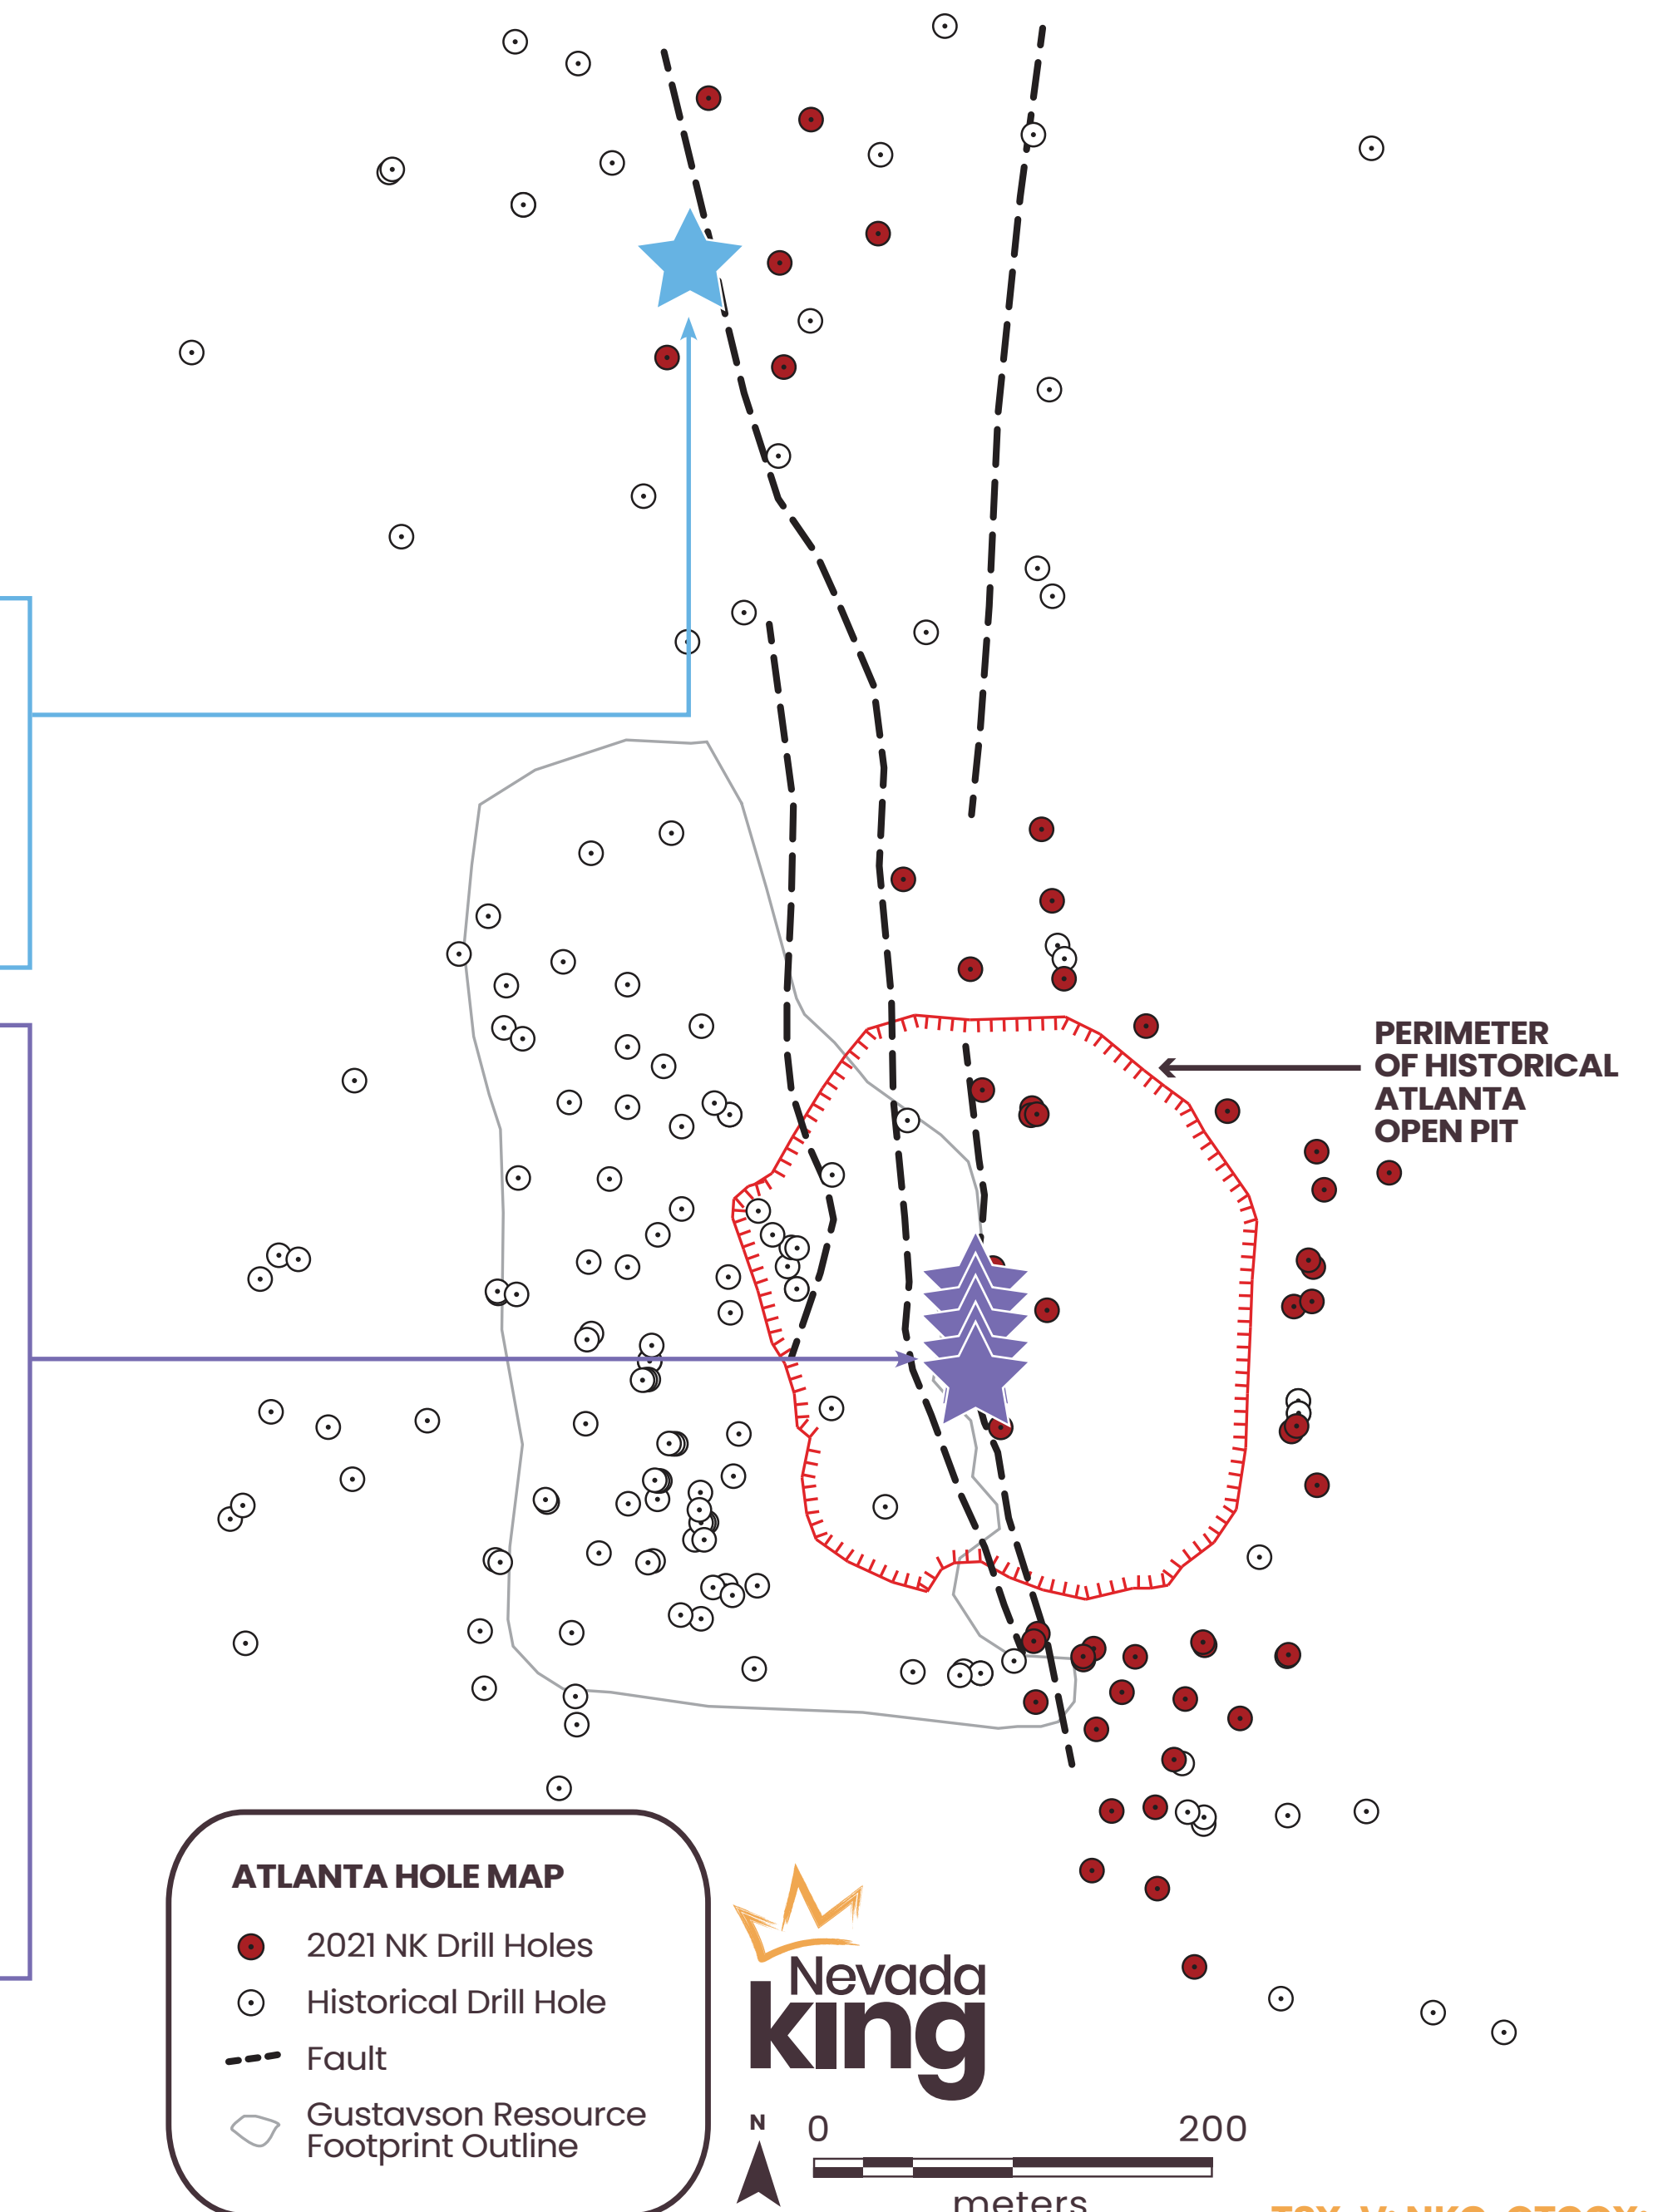 PERIMETER
OF HISTORICAL
ATLANTA
OPEN PIT
ATLANTA HOLE MAP
2021 NK Drill Holes
Historical Drill Hole
Fault
Gustavson Resource
Footprint Outline
Nevada
king
N
0 200
meters